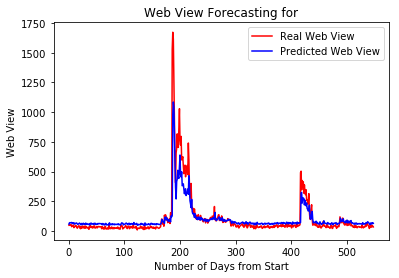 Web View Forecasting for
Real Web View
Predicted Web View
Web View
1750
1500
1250
1000
750
500
250
0
0 100 200 300 400 500
Number of Days from Start